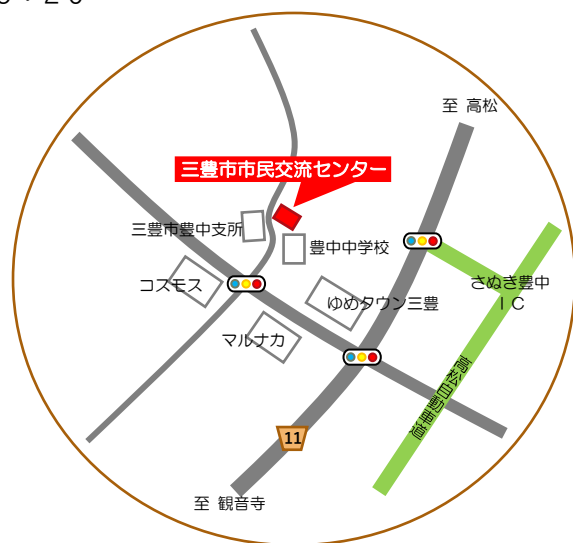 至 高松
三豊市市民交流センター
三豊市豊中支所
豊中中学校
コスモス
さぬき豊中
ＩＣ
ゆめタウン三豊
マルナカ
高松自動車道
11
至 観音寺